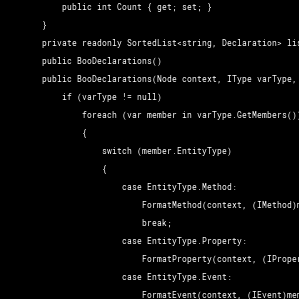 public int Count { get; set; }
}
private readonly SortedList<string, Declaration> lis
public BooDeclarations()
public BooDeclarations(Node context, IType varType,
if (varType != null)
foreach (var member in varType.GetMembers())
{
switch (member.EntityType)
{
case EntityType.Method:
FormatMethod(context, (IMethod)m
break;
case EntityType.Property:
FormatProperty(context, (IProper
case EntityType.Event:
FormatEvent(context, (IEvent)mem